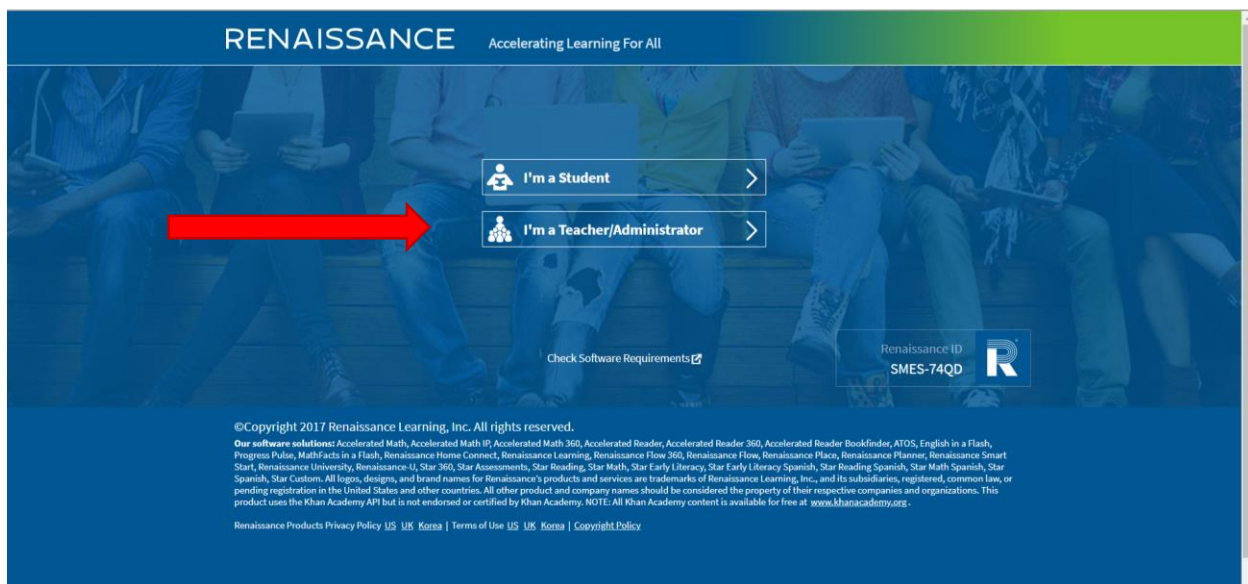 RENAISSANCE Accelerating Learning For All
I'm a Student
I'm a Teacher/Administrator
Check Software Requirements
Renaissance ID
SMES-74QD
©Copyright 2017 Renaissance Learning, Inc. All rights reserved.
Our software solutions: Accelerated Math, Accelerated Math IP, Accelerated Math 360, Accelerated Reader, Accelerated Reader 360, Accelerated Reader Bookfinder, ATOS, English in a Flash,
Progress Pulse, MathFacts in a Flash, Renaissance Home Connect, Renaissance Learning, Renaissance Flow 360, Renaissance Flow, Renaissance Place, Renaissance Planner, Renaissance Smart
Start, Renaissance University, Renaissance-U, Star 360, Star Assessments, Star Reading, Star Math, Star Early Literacy, Star Early Literacy Spanish, Star Reading Spanish, Star Math Spanish, Star
Spanish, Star Custom. All logos, designs, and brand names for Renaissance's products and services are trademarks of Renaissance Learning, Inc., and its subsidiaries, registered, common law, or
pending registration in the United States and other countries. All other product and company names should be considered the property of their respective companies and organizations. This
product uses the Khan Academy API but is not endorsed or certified by Khan Academy. NOTE: All Khan Academy content is available for free at www.khanacademy.org.
Renaissance Products Privacy Policy US UK Korea | Terms of Use US UK Korea | Copyright Policy